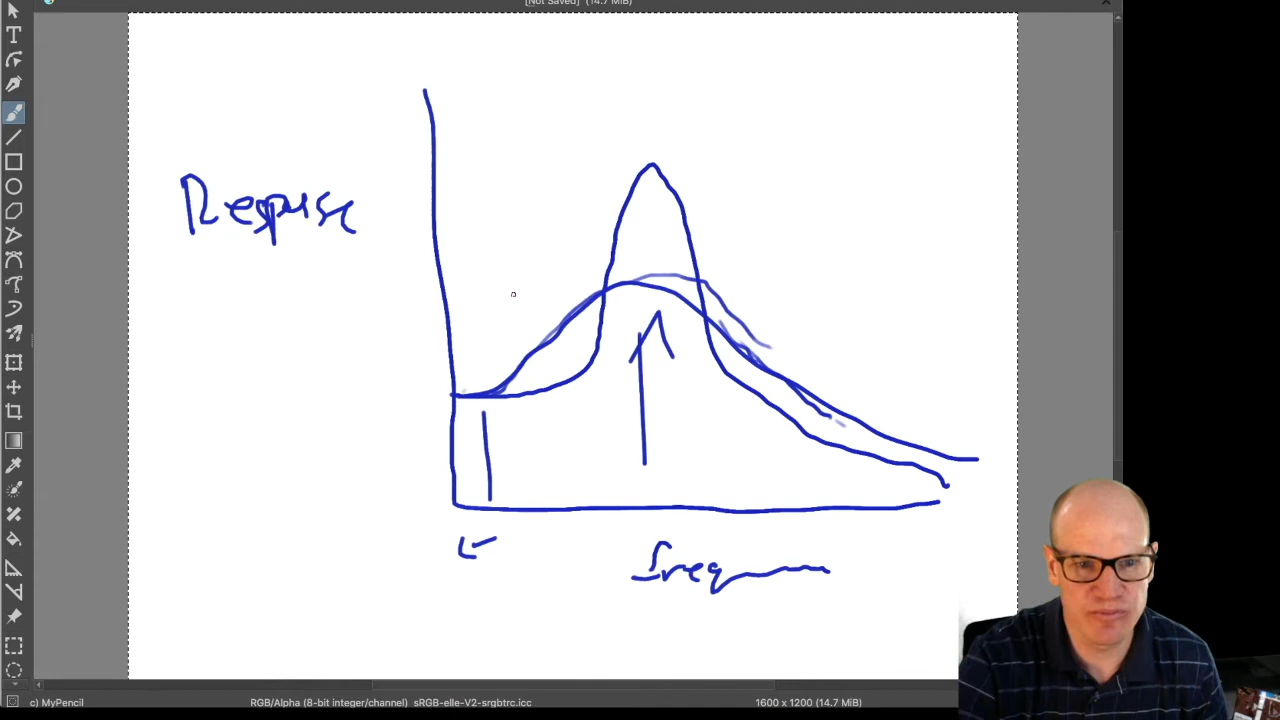 [Not Saved] (14.7 MiB)
Response
c) MyPencil
RGB/Alpha (8-bit integer/channel) sRGB-elle-V2-srgbtrc.icc
1600 x 1200 (14.7 MiB)